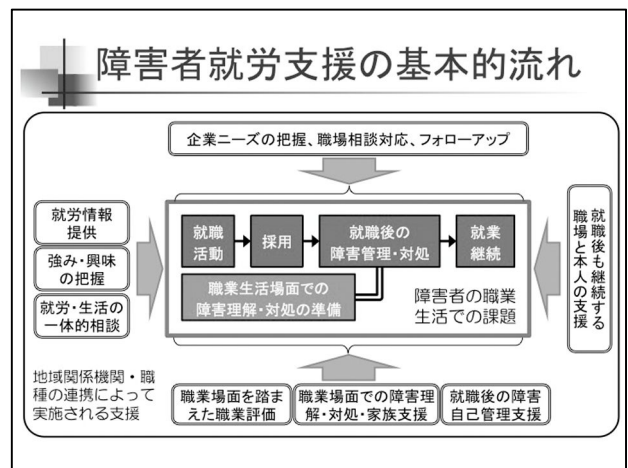 障害者就労支援の基本的流れ
企業ニーズの把握、職場相談対応、フォローアップ
就労情報
提供
強み・興味
の把握
就労・生活の
一体的相談
就職
活動
採用
就職後の
障害管理・対処
就業
継続
職業生活場面での
障害理解・対処の準備
障害者の職業
生活での課題
就職後も継続する
職場と本人の支援
地域関係機関・職
種の連携によって
実施される支援
職業場面を踏ま
えた職業評価
職業場面での障害理
解・対処・家族支援
就職後の障害
自己管理支援